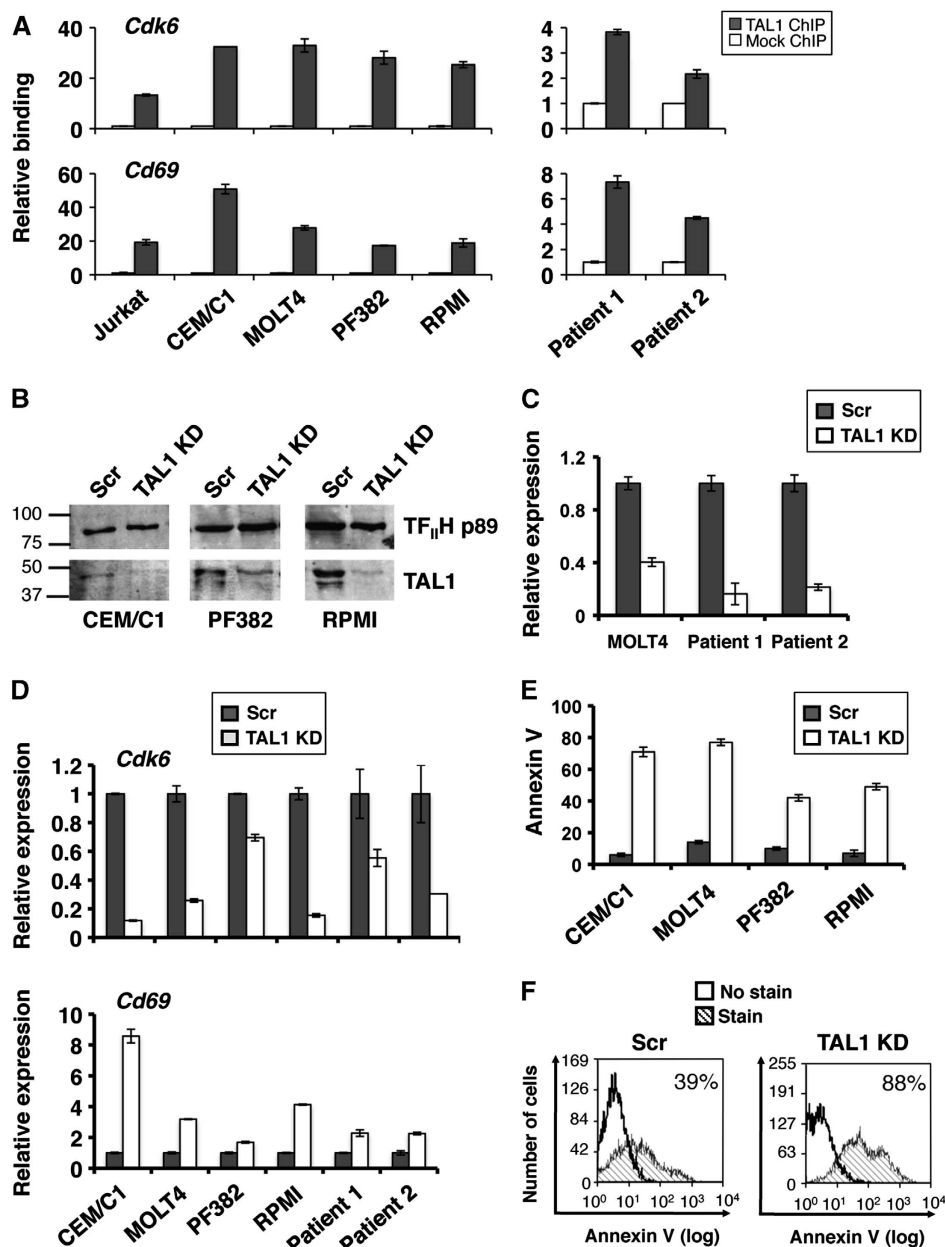 A
Cdk6
TAL1 ChIP
Mock ChIP
Relative binding
60
40
20
0
4
3
2
1
0
Cd69
60
40
20
0
8
6
4
2
0
Jurkat
CEM/C1
MOLT4
PF382
RPMI
Patient 1
Patient 2
B
Scr
TAL1 KD
Scr
TAL1 KD
Scr
TAL1 KD
100
75
TFIIH p89
50
37
TAL1
CEM/C1
PF382
RPMI
C
Scr
TAL1 KD
Relative expression
1.2
0.8
0.4
0
MOLT4
Patient 1
Patient 2
D
Scr
TAL1 KD
Cdk6
Relative expression
1.2
1
0.8
0.6
0.4
0.2
0
Cd69
Relative expression
10
8
6
4
2
0
CEM/C1
MOLT4
PF382
RPMI
Patient 1
Patient 2
E
Scr
TAL1 KD
Annexin V
100
80
60
40
20
0
CEM/C1
MOLT4
PF382
RPMI
F
No stain
Stain
Scr
TAL1 KD
Number of cells
169
126
84
42
0
39%
10⁰ 10¹ 10² 10³ 10⁴
Annexin V (log)
255
191
127
63
0
88%
10⁰ 10¹ 10² 10³ 10⁴
Annexin V (log)